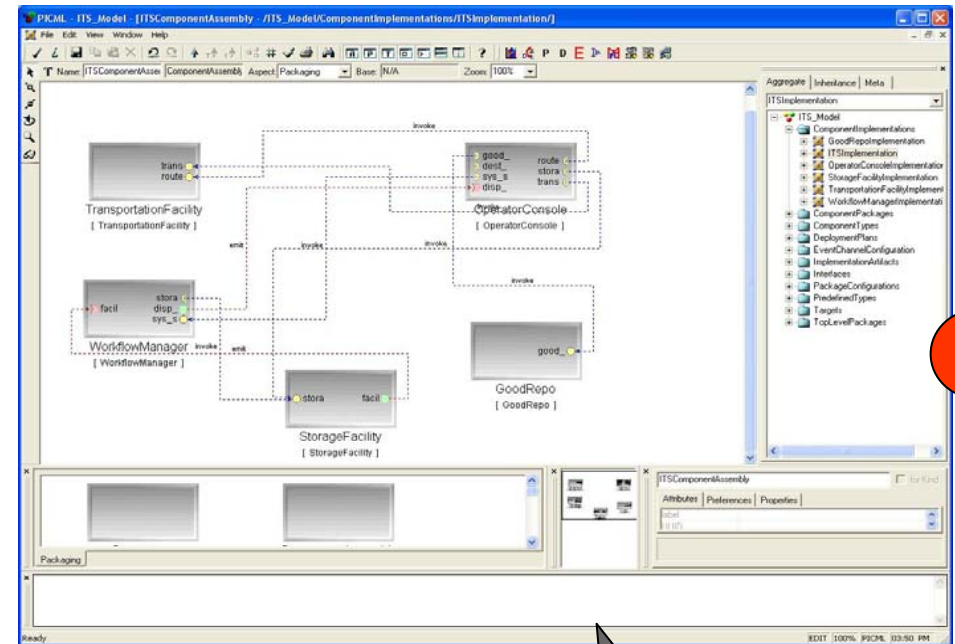 PICML - ITS_Model - [ITSComponentAssembly - /ITS_Model/ComponentImplementations/ITSImplementation/]
File Edit View Window Help
Name: ITSComponentAsser ComponentAssembly Aspect: Packaging Base: N/A Zoom: 100%
Aggregate Inheritance Meta
ITSImplementation
ITS_Model
ComponentImplementations
GoodRepoImplementation
ITSImplementation
OperatorConsoleImplementation
StorageFacilityImplementation
TransportationFacilityImplement
WorkflowManagerImplementati
ComponentPackages
ComponentTypes
DeploymentPlans
EventChannelConfiguration
ImplementationArtifacts
Interfaces
PackageConfigurations
PredefinedTypes
Targets
TopLevelPackages
invoke
trans
route
TransportationFacility
[ TransportationFacility ]
good_
dest_
sys_s
disp_
route
stora
trans
invoke
OperatorConsole
[ OperatorConsole ]
emit
invoke
invoke
invoke
facil
stora
disp_
sys_s
WorkflowManager
[ WorkflowManager ]
invoke
emit
good_
GoodRepo
[ GoodRepo ]
stora
facil
StorageFacility
[ StorageFacility ]
Packaging
ITSComponentAssembly
for Kind
Attributes Preferences Properties
label
Ready
EDIT 100% PICML 03:50 PM